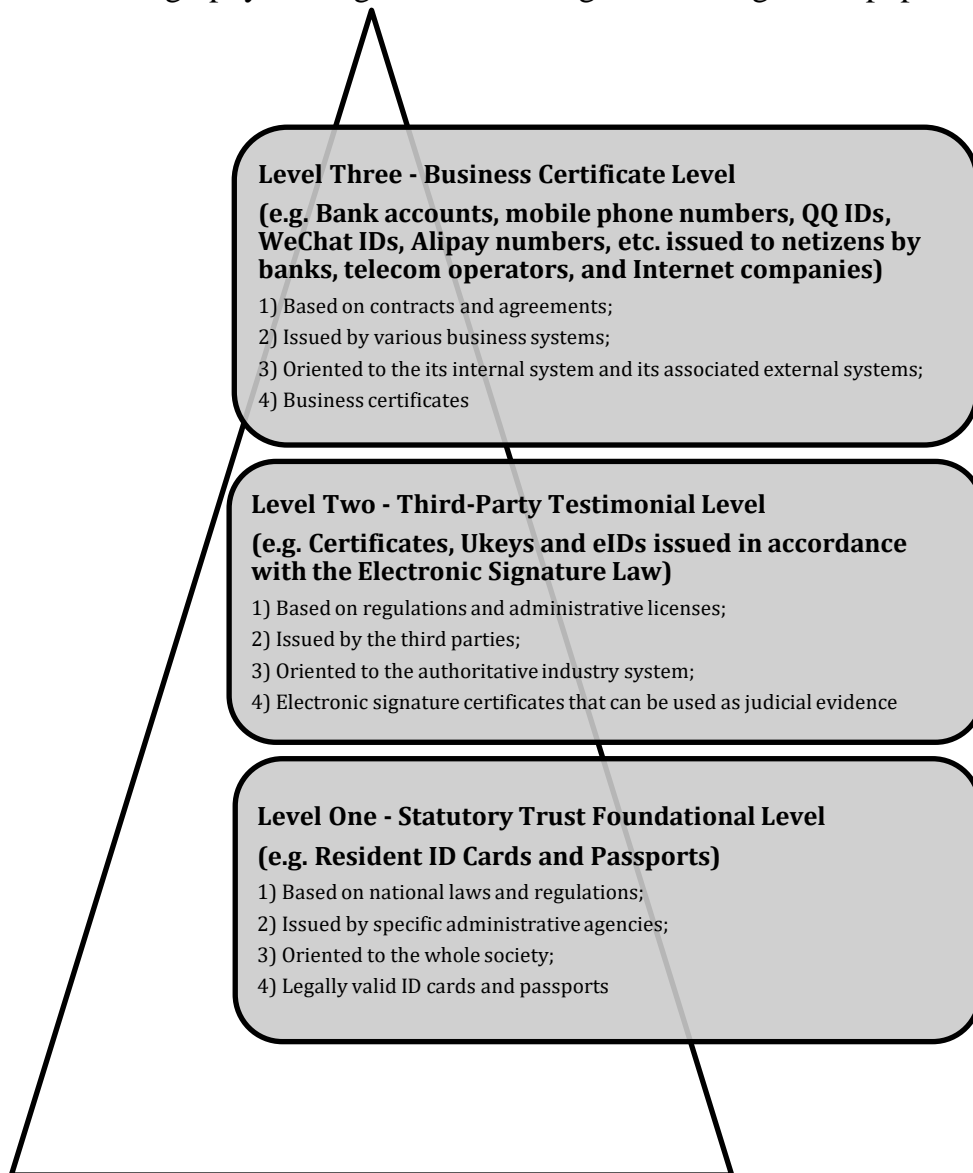 Level Three - Business Certificate Level
(e.g. Bank accounts, mobile phone numbers, QQ IDs,
WeChat IDs, Alipay numbers, etc. issued to netizens by
banks, telecom operators, and Internet companies)
1) Based on contracts and agreements;
2) Issued by various business systems;
3) Oriented to the its internal system and its associated external systems;
4) Business certificates
Level Two - Third-Party Testimonial Level
(e.g. Certificates, Ukeys and eIDs issued in accordance
with the Electronic Signature Law)
1) Based on regulations and administrative licenses;
2) Issued by the third parties;
3) Oriented to the authoritative industry system;
4) Electronic signature certificates that can be used as judicial evidence
Level One - Statutory Trust Foundational Level
(e.g. Resident ID Cards and Passports)
1) Based on national laws and regulations;
2) Issued by specific administrative agencies;
3) Oriented to the whole society;
4) Legally valid ID cards and passports